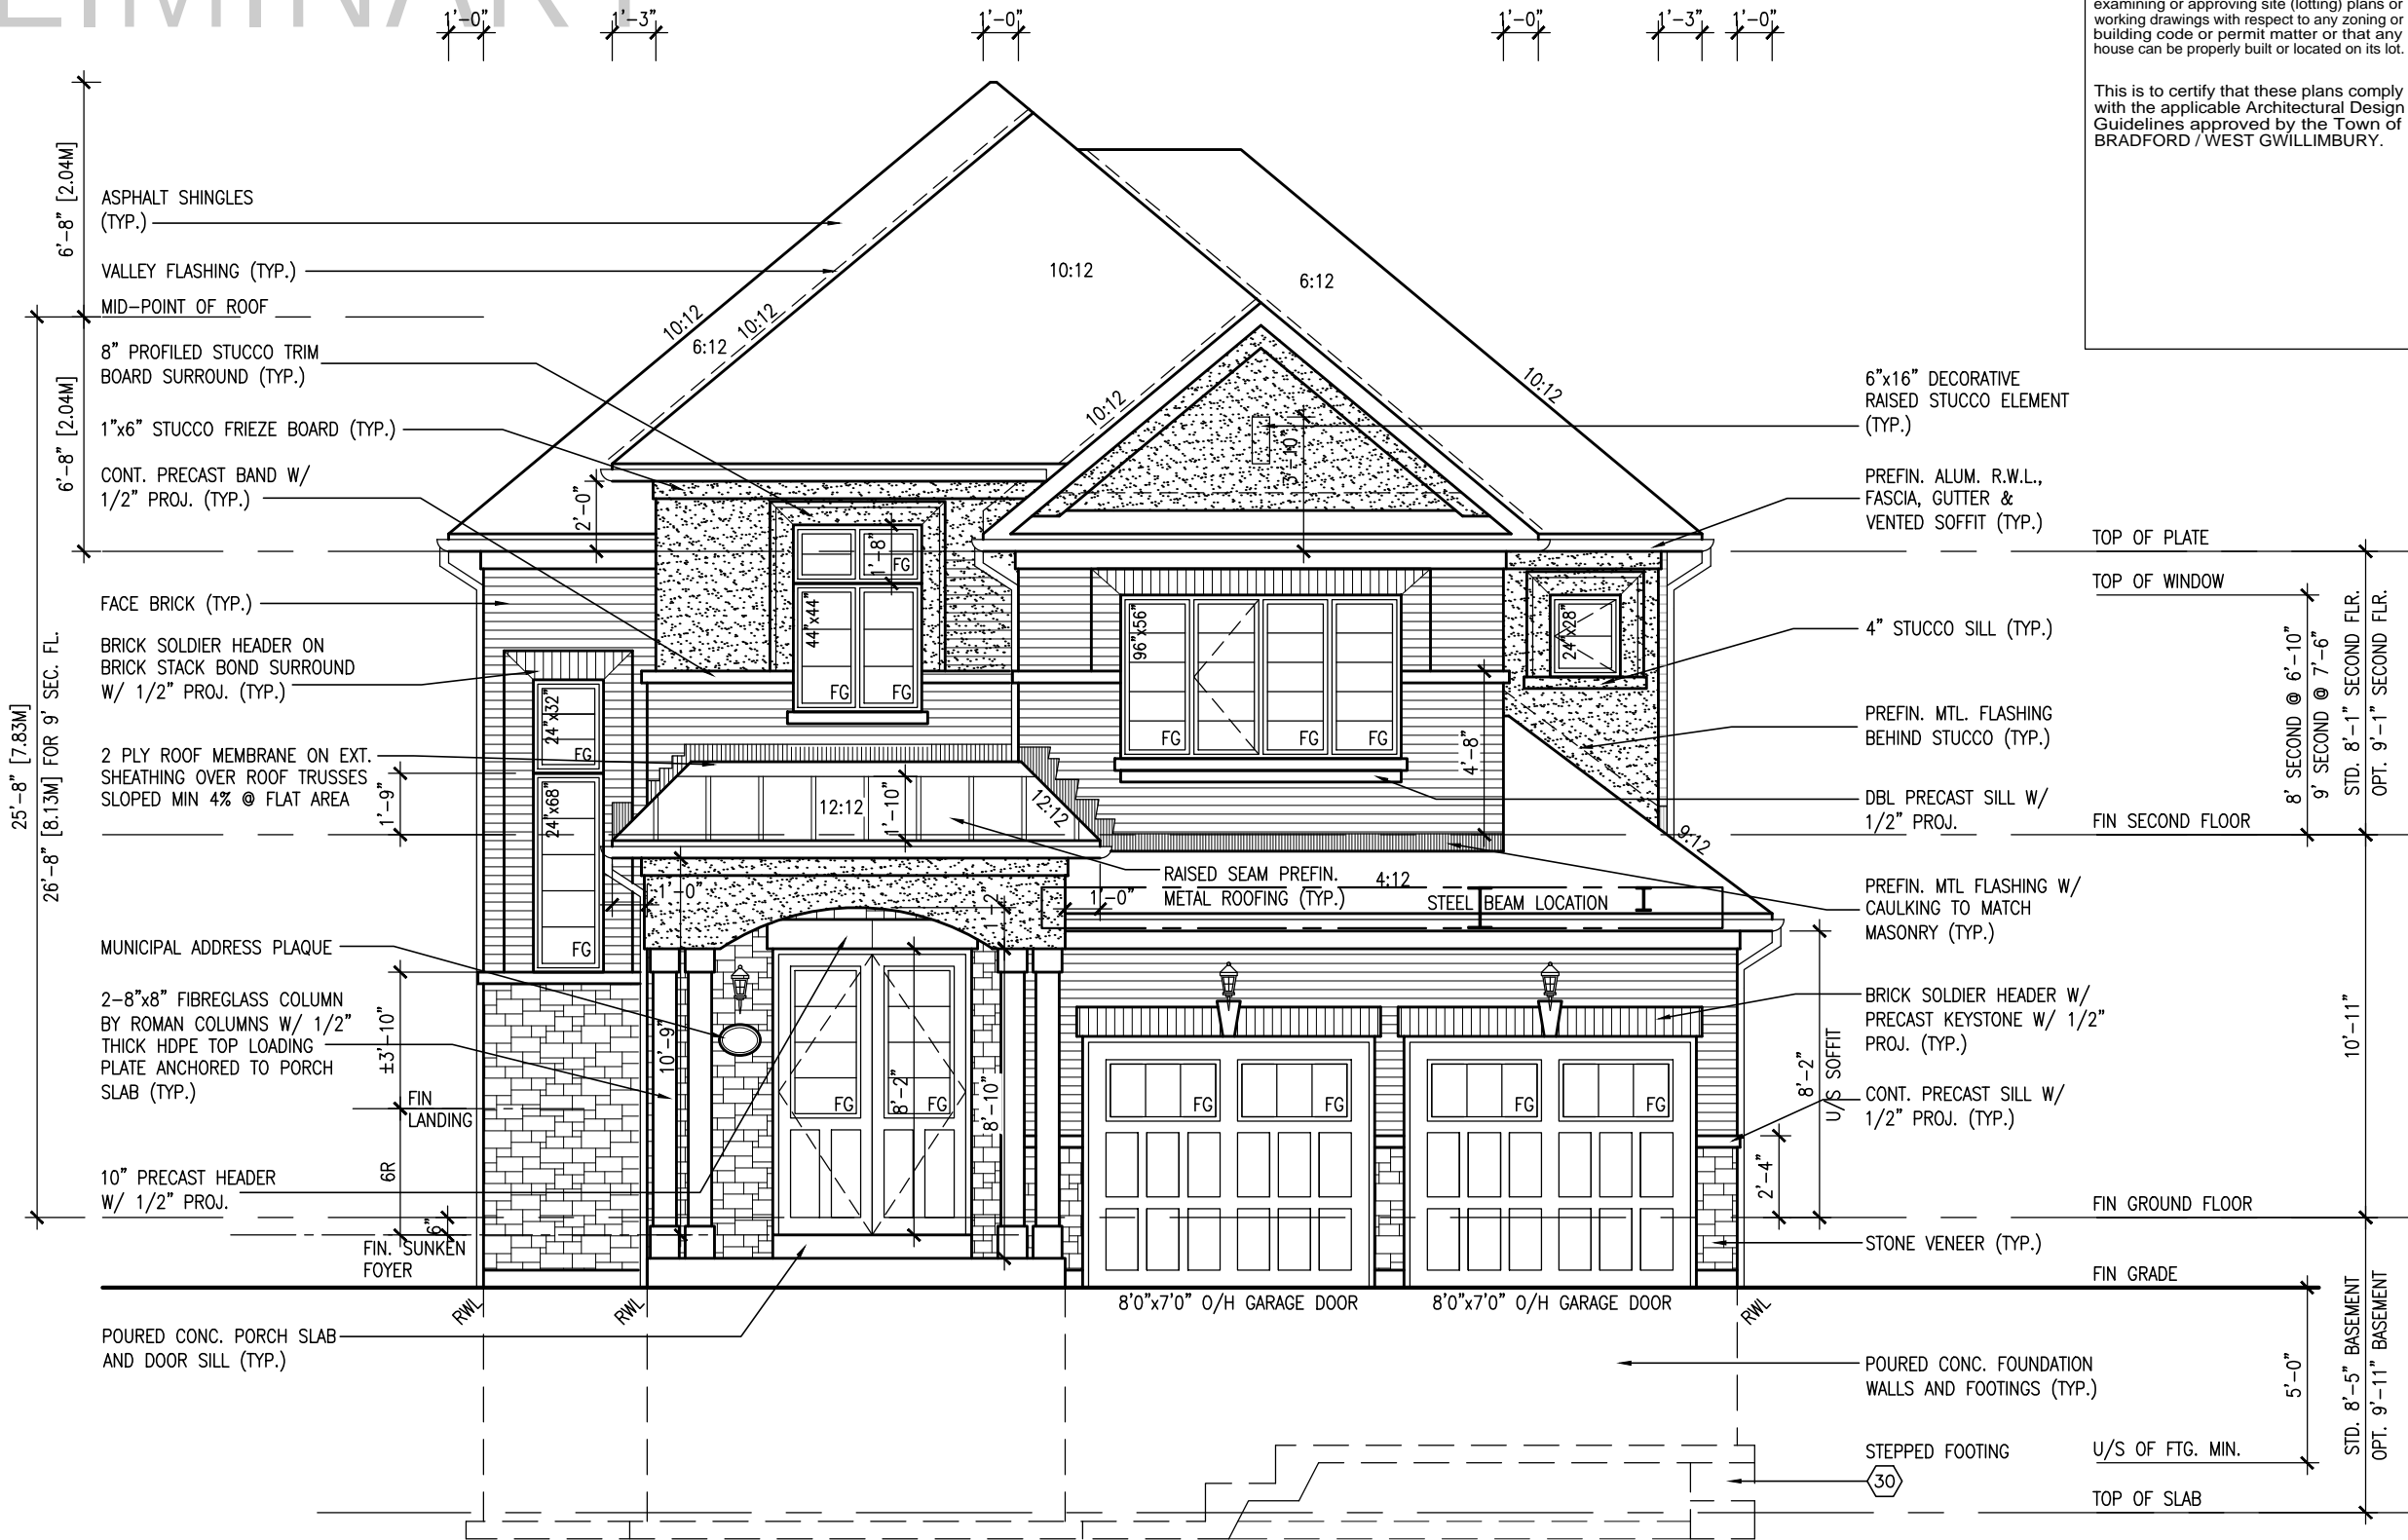 1'-0" 1'-3" 1'-0" 1'-0" 1'-3" 1'-0"
examining or approving site (lotting) plans or
working drawings with respect to any zoning or
building code or permit matter or that any
house can be properly built or located on its lot.
This is to certify that these plans comply
with the applicable Architectural Design
Guidelines approved by the Town of
BRADFORD / WEST GWILLIMBURY.
6'-8" [2.04M]
6'-8" [2.04M]
25'-8" [7.83M]
26'-8" [8.13M] FOR 9' SEC. FL.
ASPHALT SHINGLES
(TYP.)
VALLEY FLASHING (TYP.)
MID-POINT OF ROOF
8" PROFILED STUCCO TRIM
BOARD SURROUND (TYP.)
1"x6" STUCCO FRIEZE BOARD (TYP.)
CONT. PRECAST BAND W/
1/2" PROJ. (TYP.)
FACE BRICK (TYP.)
BRICK SOLDIER HEADER ON
BRICK STACK BOND SURROUND
W/ 1/2" PROJ. (TYP.)
2 PLY ROOF MEMBRANE ON EXT.
SHEATHING OVER ROOF TRUSSES
SLOPED MIN 4% @ FLAT AREA
1'-9"
MUNICIPAL ADDRESS PLAQUE
2-8"x8" FIBREGLASS COLUMN
BY ROMAN COLUMNS W/ 1/2"
THICK HDPE TOP LOADING
PLATE ANCHORED TO PORCH
SLAB (TYP.)
±3'-10"
FIN
LANDING
6R
10" PRECAST HEADER
W/ 1/2" PROJ.
6"
FIN. SUNKEN
FOYER
POURED CONC. PORCH SLAB
AND DOOR SILL (TYP.)
10:12
6:12
10:12
10:12
6:12
10:12
10:12
2'-0"
1'-8"
FG
44"x44"
FG FG
3'-10"
96"x56"
FG FG FG
24"x28"
24"x32"
FG
24"x68"
FG
12:12
1'-10"
12:12
4'-8"
9:12
4:12
RAISED SEAM PREFIN.
METAL ROOFING (TYP.)
STEEL BEAM LOCATION
1'-0"
1'-0"
1'-2"
10'-9"
8'-2"
8'-10"
FG FG
FG FG FG FG
8'-2"
U/S SOFFIT
2'-4"
RWL RWL RWL
8'0"x7'0" O/H GARAGE DOOR
8'0"x7'0" O/H GARAGE DOOR
6"x16" DECORATIVE
RAISED STUCCO ELEMENT
(TYP.)
PREFIN. ALUM. R.W.L.,
FASCIA, GUTTER &
VENTED SOFFIT (TYP.)
4" STUCCO SILL (TYP.)
PREFIN. MTL. FLASHING
BEHIND STUCCO (TYP.)
DBL PRECAST SILL W/
1/2" PROJ.
PREFIN. MTL FLASHING W/
CAULKING TO MATCH
MASONRY (TYP.)
BRICK SOLDIER HEADER W/
PRECAST KEYSTONE W/ 1/2"
PROJ. (TYP.)
CONT. PRECAST SILL W/
1/2" PROJ. (TYP.)
STONE VENEER (TYP.)
POURED CONC. FOUNDATION
WALLS AND FOOTINGS (TYP.)
STEPPED FOOTING
30
TOP OF PLATE
TOP OF WINDOW
FIN SECOND FLOOR
FIN GROUND FLOOR
FIN GRADE
U/S OF FTG. MIN.
TOP OF SLAB
8' SECOND @ 6'-10"
9' SECOND @ 7'-6"
STD. 8'-1" SECOND FLR.
OPT. 9'-1" SECOND FLR.
10'-11"
5'-0"
STD. 8'-5" BASEMENT
OPT. 9'-11" BASEMENT